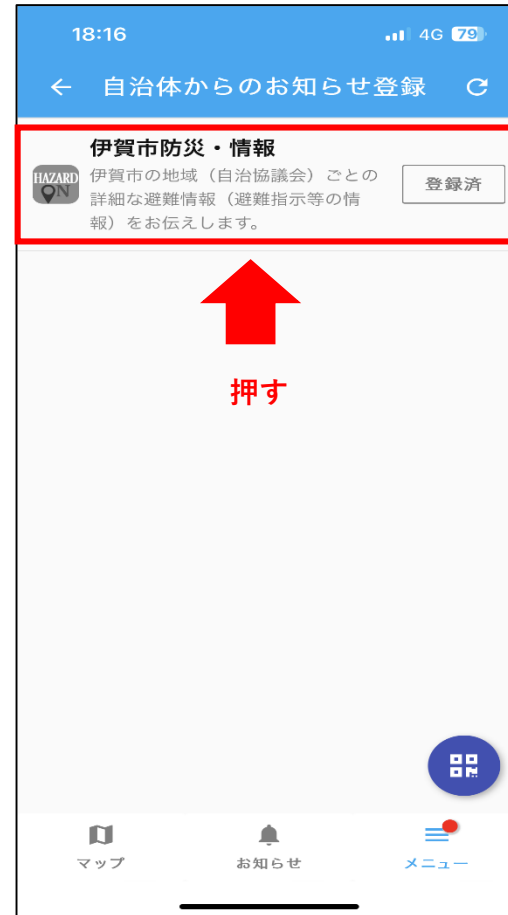 18:16
4G 79
自治体からのお知らせ登録
伊賀市防災・情報
HAZARD
ON
伊賀市の地域（自治協議会）ごとの
詳細な避難情報（避難指示等の情
報）をお伝えします。
登録済
押す
マップ
お知らせ
メニュー